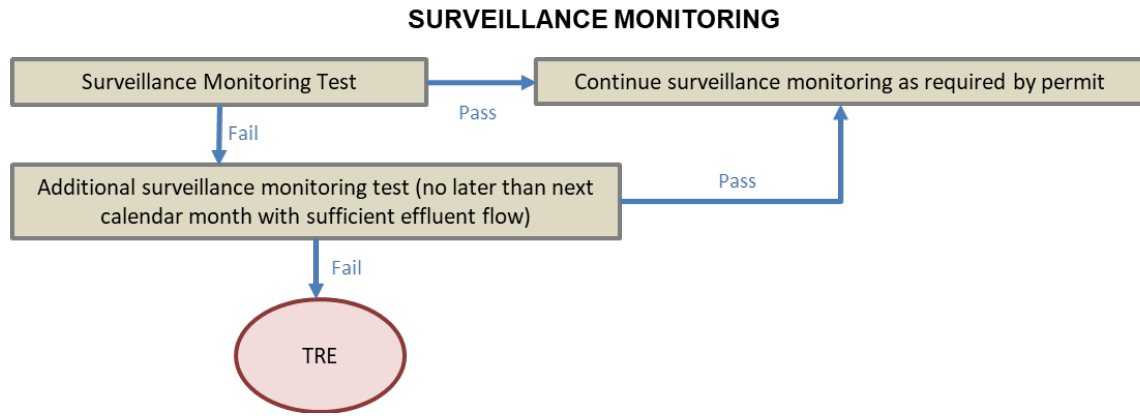 SURVEILLANCE MONITORING
Surveillance Monitoring Test
Pass
Continue surveillance monitoring as required by permit
Fail
Additional surveillance monitoring test (no later than next
calendar month with sufficient effluent flow)
Pass
Fail
TRE